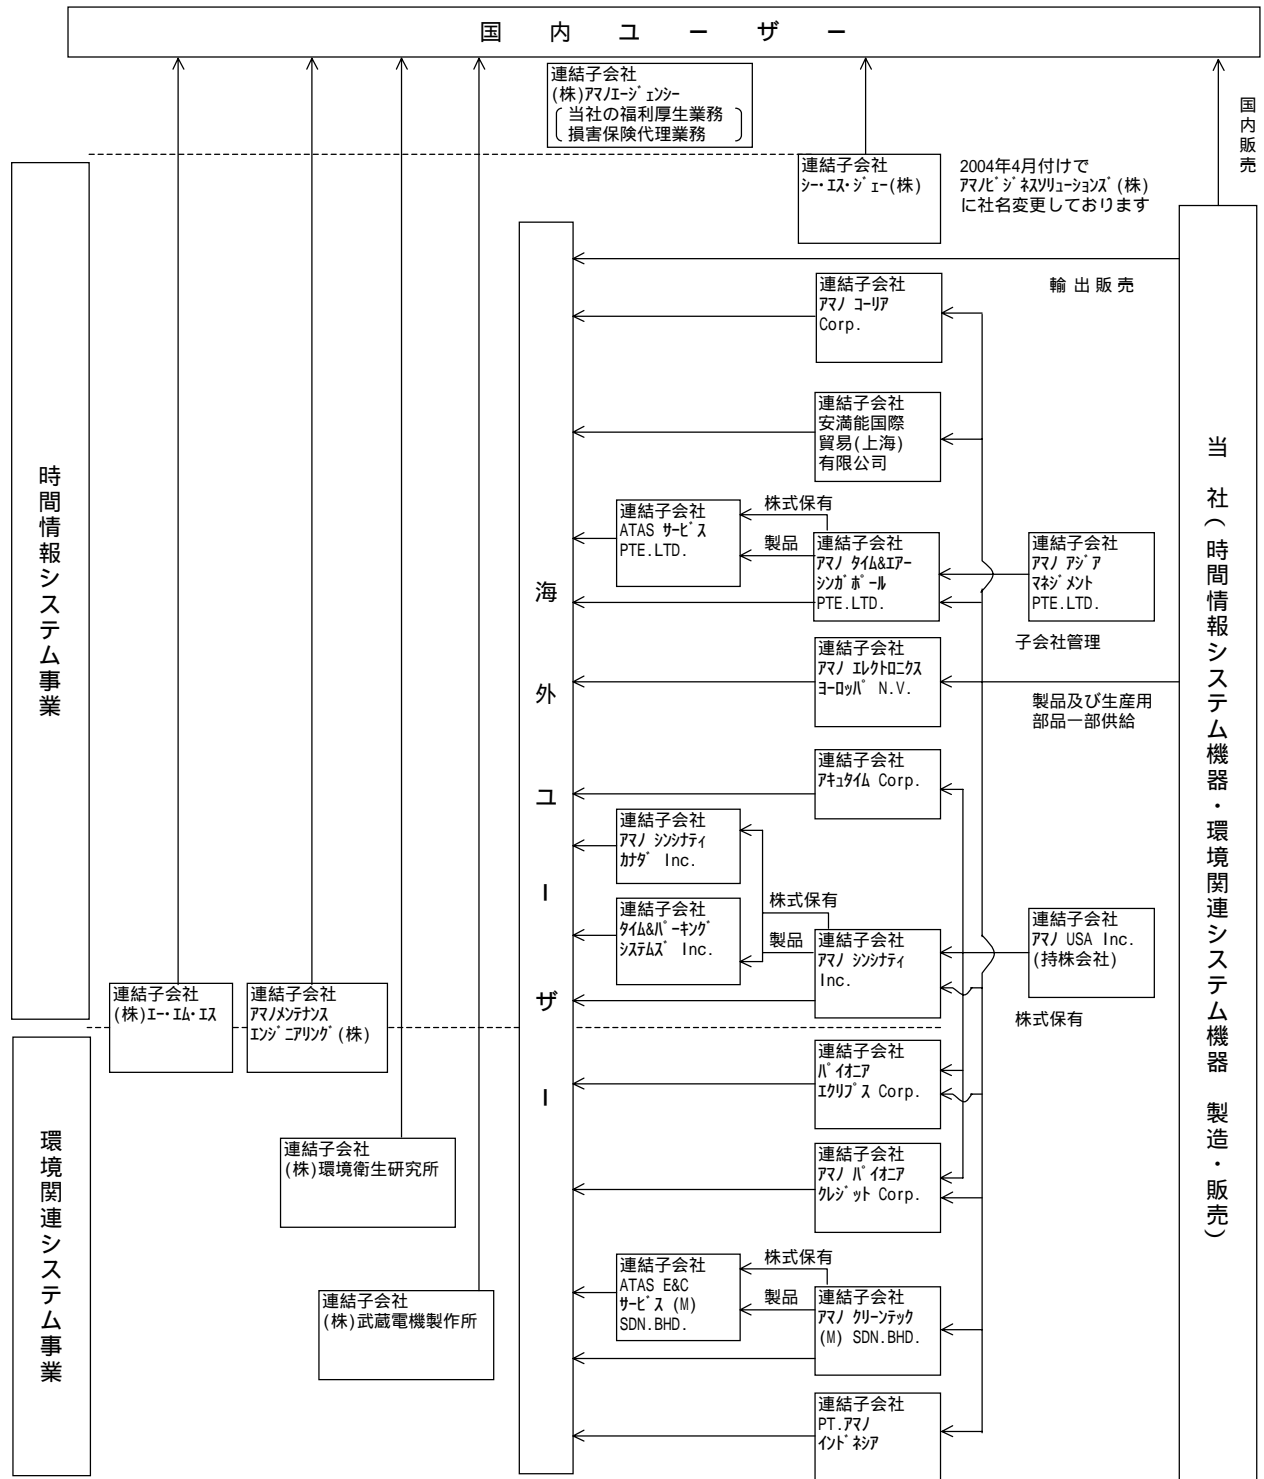 国内ユーザー
連結子会社
(株)アマノエージェンシー
当社の福利厚生業務
損害保険代理業務
国内販売
連結子会社
シー・エス・ジェー(株)
2004年4月付けで
アマノビジネスソリューションズ(株)
に社名変更しております
時間情報システム事業
環境関連システム事業
海外ユーザー
当社(時間情報システム機器・環境関連システム機器 製造・販売)
輸出販売
連結子会社
アマノ コーリア
Corp.
連結子会社
安満能国際
貿易(上海)
有限公司
連結子会社
ATAS サービス
PTE.LTD.
株式保有
製品
連結子会社
アマノ タイム&エアー
シンガポール
PTE.LTD.
連結子会社
アマノ アジア
マネジメント
PTE.LTD.
子会社管理
連結子会社
アマノ エレクトロニクス
ヨーロッパ N.V.
製品及び生産用
部品一部供給
連結子会社
アキュタイム Corp.
連結子会社
アマノ シンシナティ
カナダ Inc.
連結子会社
タイム&パーキング
システムズ Inc.
株式保有
製品
連結子会社
アマノ シンシナティ
Inc.
連結子会社
アマノ USA Inc.
(持株会社)
株式保有
連結子会社
(株)エー・エム・エス
連結子会社
アマノメンテナンス
エンジニアリング(株)
連結子会社
パイオニア
エクリプス Corp.
連結子会社
(株)環境衛生研究所
連結子会社
アマノ パイオニア
クレジット Corp.
連結子会社
(株)武蔵電機製作所
連結子会社
ATAS E&C
サービス (M)
SDN.BHD.
株式保有
製品
連結子会社
アマノ クリーンテック
(M) SDN.BHD.
連結子会社
PT.アマノ
インドネシア